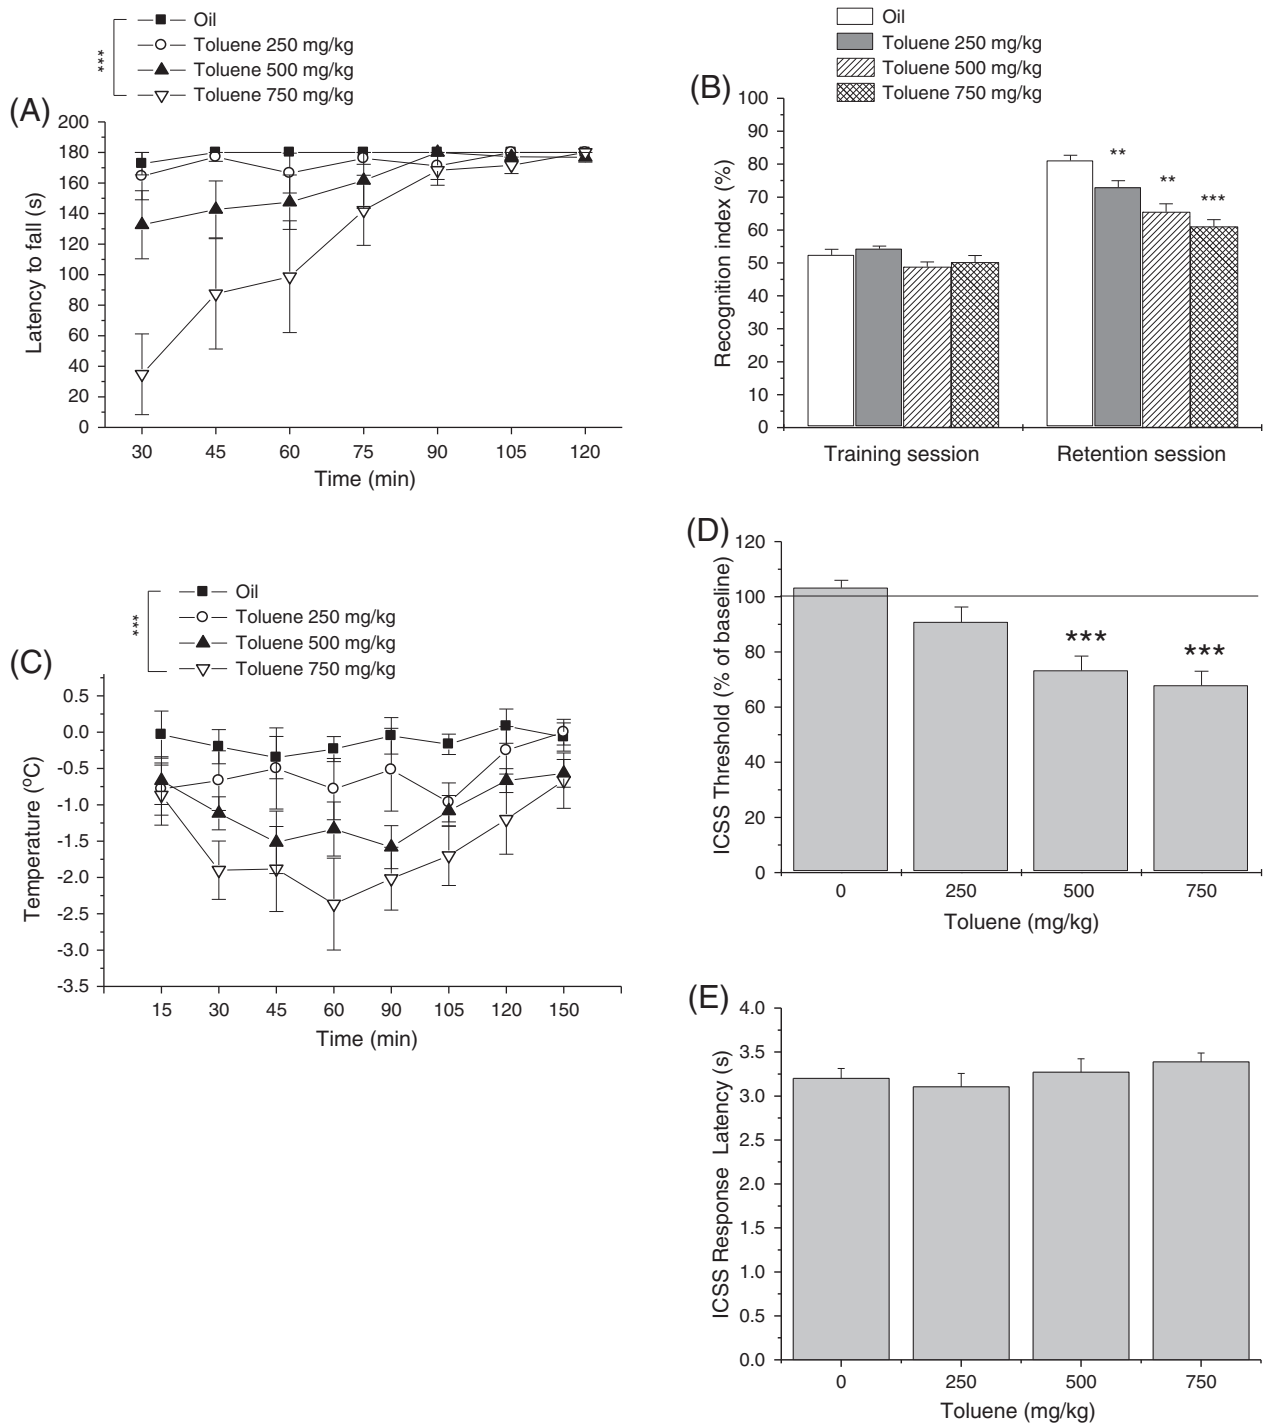 (A)
***
Oil
Toluene 250 mg/kg
Toluene 500 mg/kg
Toluene 750 mg/kg
Latency to fall (s)
200
180
160
140
120
100
80
60
40
20
0
30 45 60 75 90 105 120
Time (min)
(B)
Oil
Toluene 250 mg/kg
Toluene 500 mg/kg
Toluene 750 mg/kg
Recognition index (%)
100
90
80
70
60
50
40
30
20
10
0
**
**
***
Training session Retention session
(C)
***
Oil
Toluene 250 mg/kg
Toluene 500 mg/kg
Toluene 750 mg/kg
Temperature (ºC)
0.5
0.0
-0.5
-1.0
-1.5
-2.0
-2.5
-3.0
-3.5
15 30 45 60 90 105 120 150
Time (min)
(D)
ICSS Threshold (% of baseline)
120
100
80
60
40
20
0
***
***
0 250 500 750
Toluene (mg/kg)
(E)
ICSS Response Latency (s)
4.0
3.5
3.0
2.5
2.0
1.5
1.0
0.5
0.0
0 250 500 750
Toluene (mg/kg)